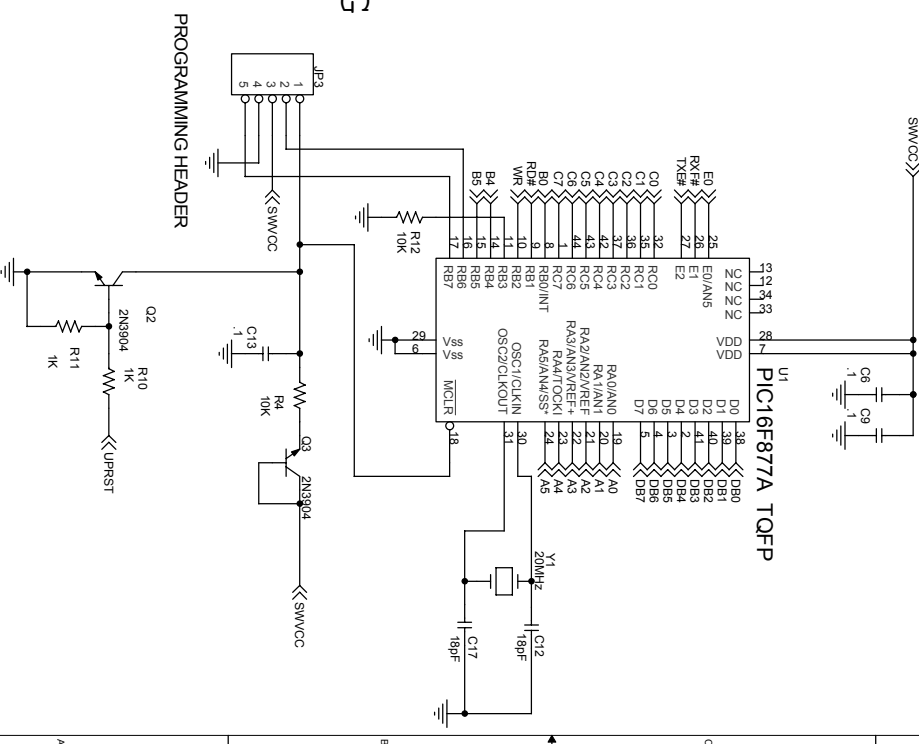 PROGRAMMING HEADER
JP3
1
2
3
4
5
SWVCC
SWVCC
R12
10K
B5
B4
WR
RD#
B0
C7
C6
C5
C4
C3
C2
C1
C0
TXE#
RXF#
E0
17
16
15
14
11
10
9
8
1
44
43
42
37
36
35
32
27
26
25
RB7
RB6
RB5
RB4
RB3
RB2
RB1
RB0/INT
RC7
RC6
RC5
RC4
RC3
RC2
RC1
RC0
E2
E1
E0/AN5
NC 13
NC 12
NC 34
NC 33
VDD 28
VDD 7
29 Vss
6 Vss
U1
PIC16F877A TQFP
MCLR
OSC2/CLKOUT
OSC1/CLKIN
RA5/AN4/SS*
RA4/TOCKI
RA3/AN3/VREF+
RA2/AN2/VREF
RA1/AN1
RA0/AN0
D7
D6
D5
D4
D3
D2
D1
D0
18
31
30
24
23
22
21
20
19
5
4
3
2
41
40
39
38
A5
A4
A3
A2
A1
A0
DB7
DB6
DB5
DB4
DB3
DB2
DB1
DB0
C6
.1
C9
.1
Q2
2N3904
R11
1K
R10
1K
UPRST
C13
.1
R4
10K
Q3
2N3904
SWVCC
Y1
20MHz
C17
18pF
C12
18pF
A
B
C